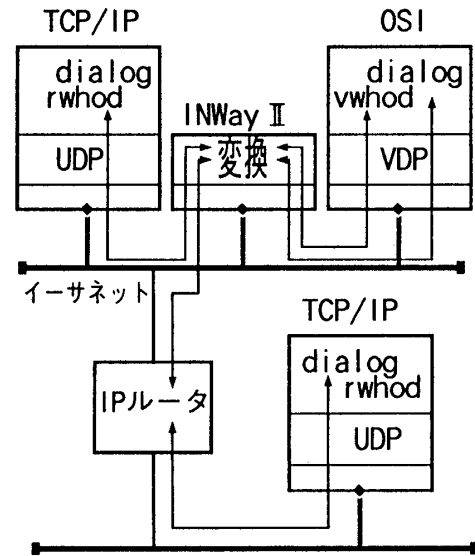 TCP/IP
OSI
dialog
rwhod
INWay Ⅱ
dialog
vwhod
UDP
変換
VDP
イーサネット
TCP/IP
IPルータ
dialog
rwhod
UDP